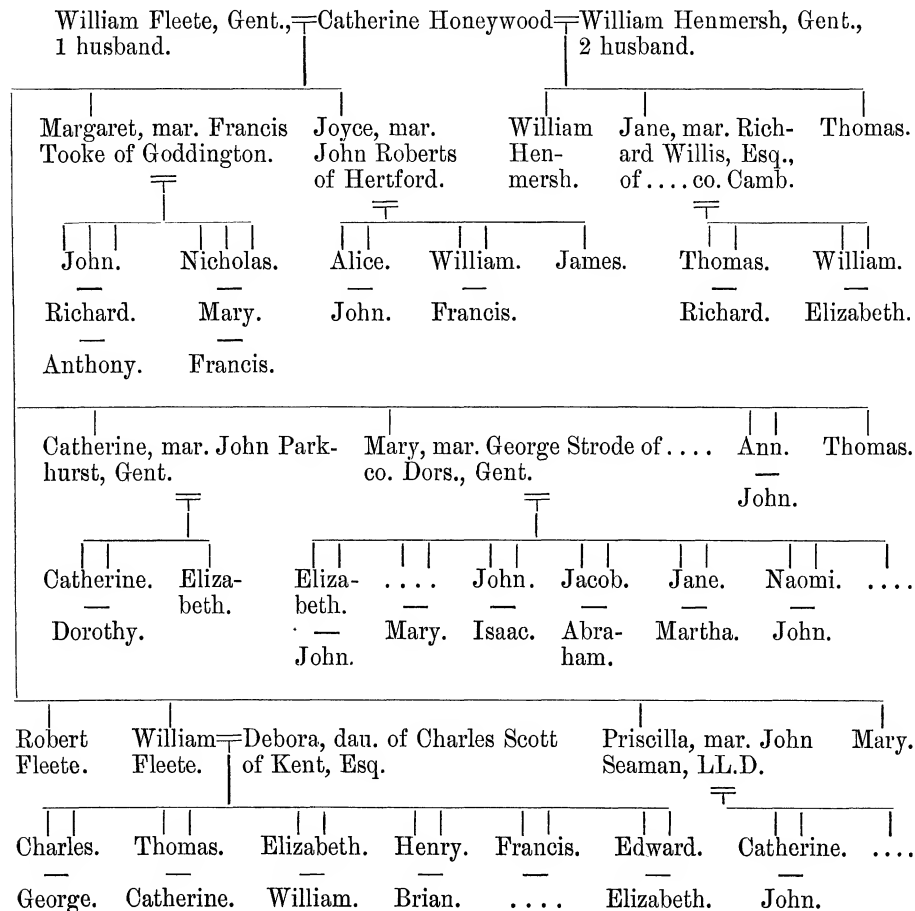 William Fleete, Gent., Catherine Honeywood William Henmersh, Gent.,
1 husband. 2 husband.
Margaret, mar. Francis Joyce, mar. William Jane, mar. Rich- Thomas.
Tooke of Goddington. John Roberts Hen- ard Willis, Esq.,
of Hertford. mersh. of .... co. Camb.
John. Nicholas. Alice. William. James. Thomas. William.
Richard. Mary. John. Francis. Richard. Elizabeth.
Anthony. Francis.
Catherine, mar. John Park- Mary, mar. George Strode of .... Ann. Thomas.
hurst, Gent. co. Dors., Gent.
John.
Catherine. Eliza- Eliza- .... John. Jacob. Jane. Naomi. ....
beth. beth.
Dorothy. Mary. Isaac. Abra- Martha. John.
John. ham.
Robert William Debora, dau. of Charles Scott Priscilla, mar. John Mary.
Fleete. Fleete. of Kent, Esq. Seaman, LL.D.
Charles. Thomas. Elizabeth. Henry. Francis. Edward. Catherine. ....
George. Catherine. William. Brian. .... Elizabeth. John.